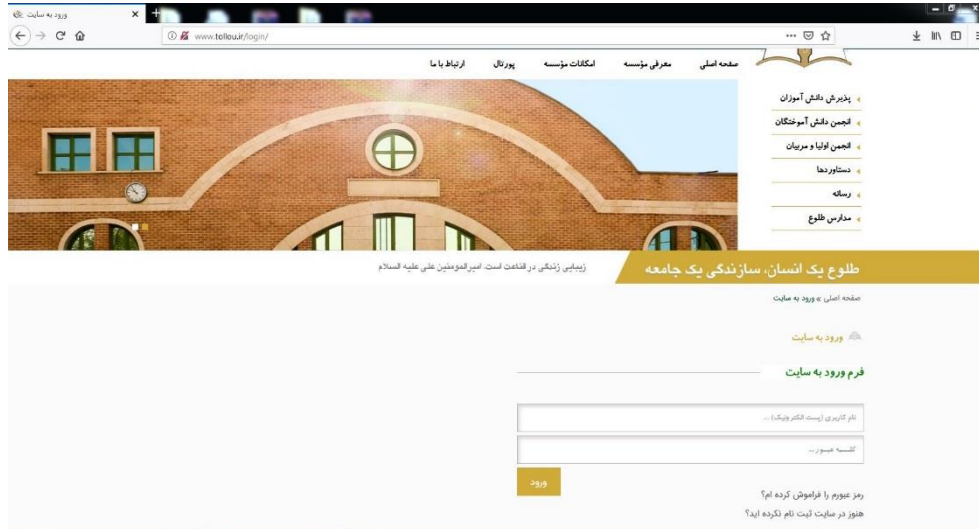 ورود به سایت
www.tollou.ir/login/
صفحه اصلی معرفی مؤسسه امکانات مؤسسه پورتال ارتباط با ما
پذیرش دانش آموزان
انجمن دانش آموختگان
انجمن اولیا و مربیان
دستاوردها
رسانه
مدارس طلوع
طلوع یک انسان، سازندگی یک جامعه
زیبایی زندگی در قناعت است. امیرالمومنین علی علیه السلام
صفحه اصلی » ورود به سایت
ورود به سایت
فرم ورود به سایت
نام کاربری (پست الکترونیک) ...
کلمه عبور ...
ورود
رمز عبورم را فراموش کرده ام؟
هنوز در سایت ثبت نام نکرده اید؟